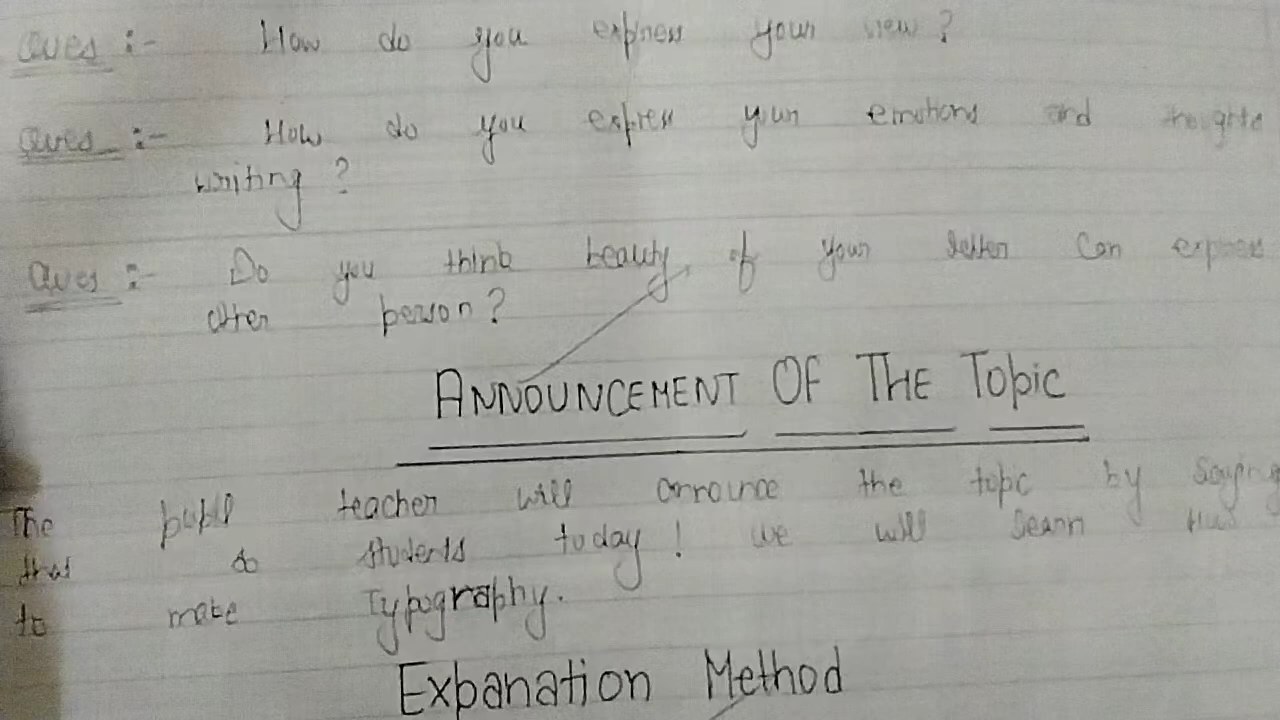 Ques :- How do you express your view ?
Ques :- How do you express your emotions and thoughts
writing ?
Ques :- Do you think beauty of your letter can express
other person ?
ANNOUNCEMENT OF THE TOPIC
The pupil teacher will announce the topic by saying
that so students today ! we will learn
to make Typography.
Expanation Method